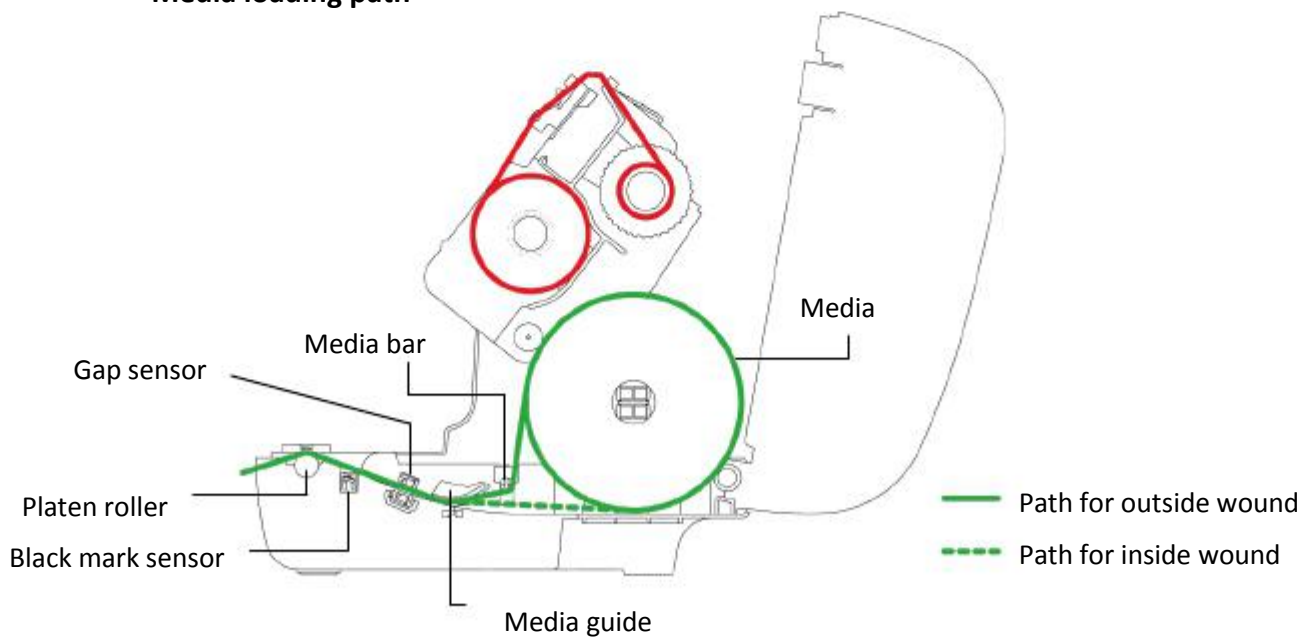 Media loading path
Media
Media bar
Gap sensor
Platen roller
Black mark sensor
Media guide
Path for outside wound
Path for inside wound